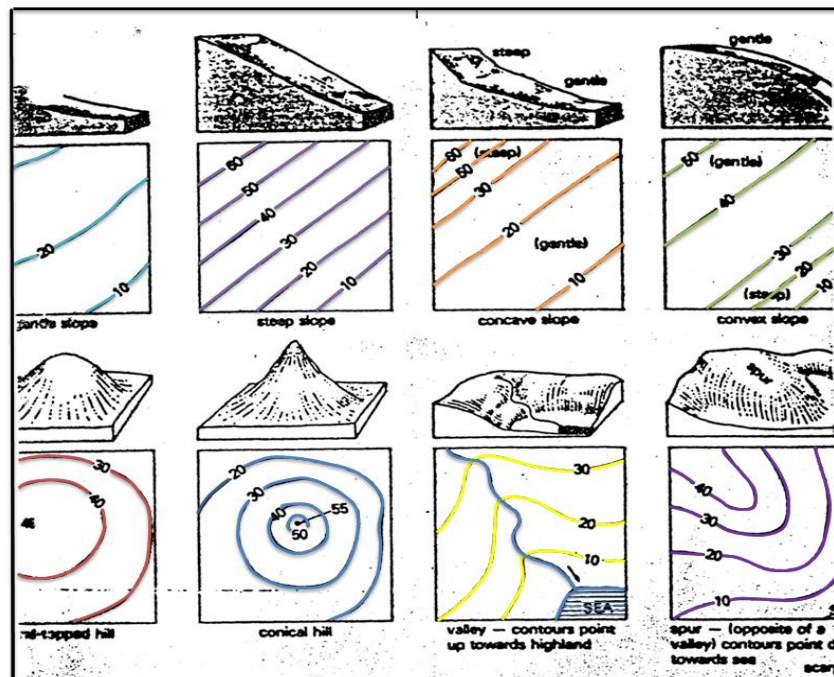 steep
gentle
gentle
20
10
60
50
40
30
20
10
60
50
(steep)
30
20
(gentle)
10
50
(gentle)
40
30
20
(steep)
10
slope
steep slope
concave slope
convex slope
spur
30
40
20
30
40
55
50
30
20
10
SEA
40
30
20
10
topped hill
conical hill
valley — contours point
up towards highland
spur — (opposite of a
valley) contours point d
towards sea
scar